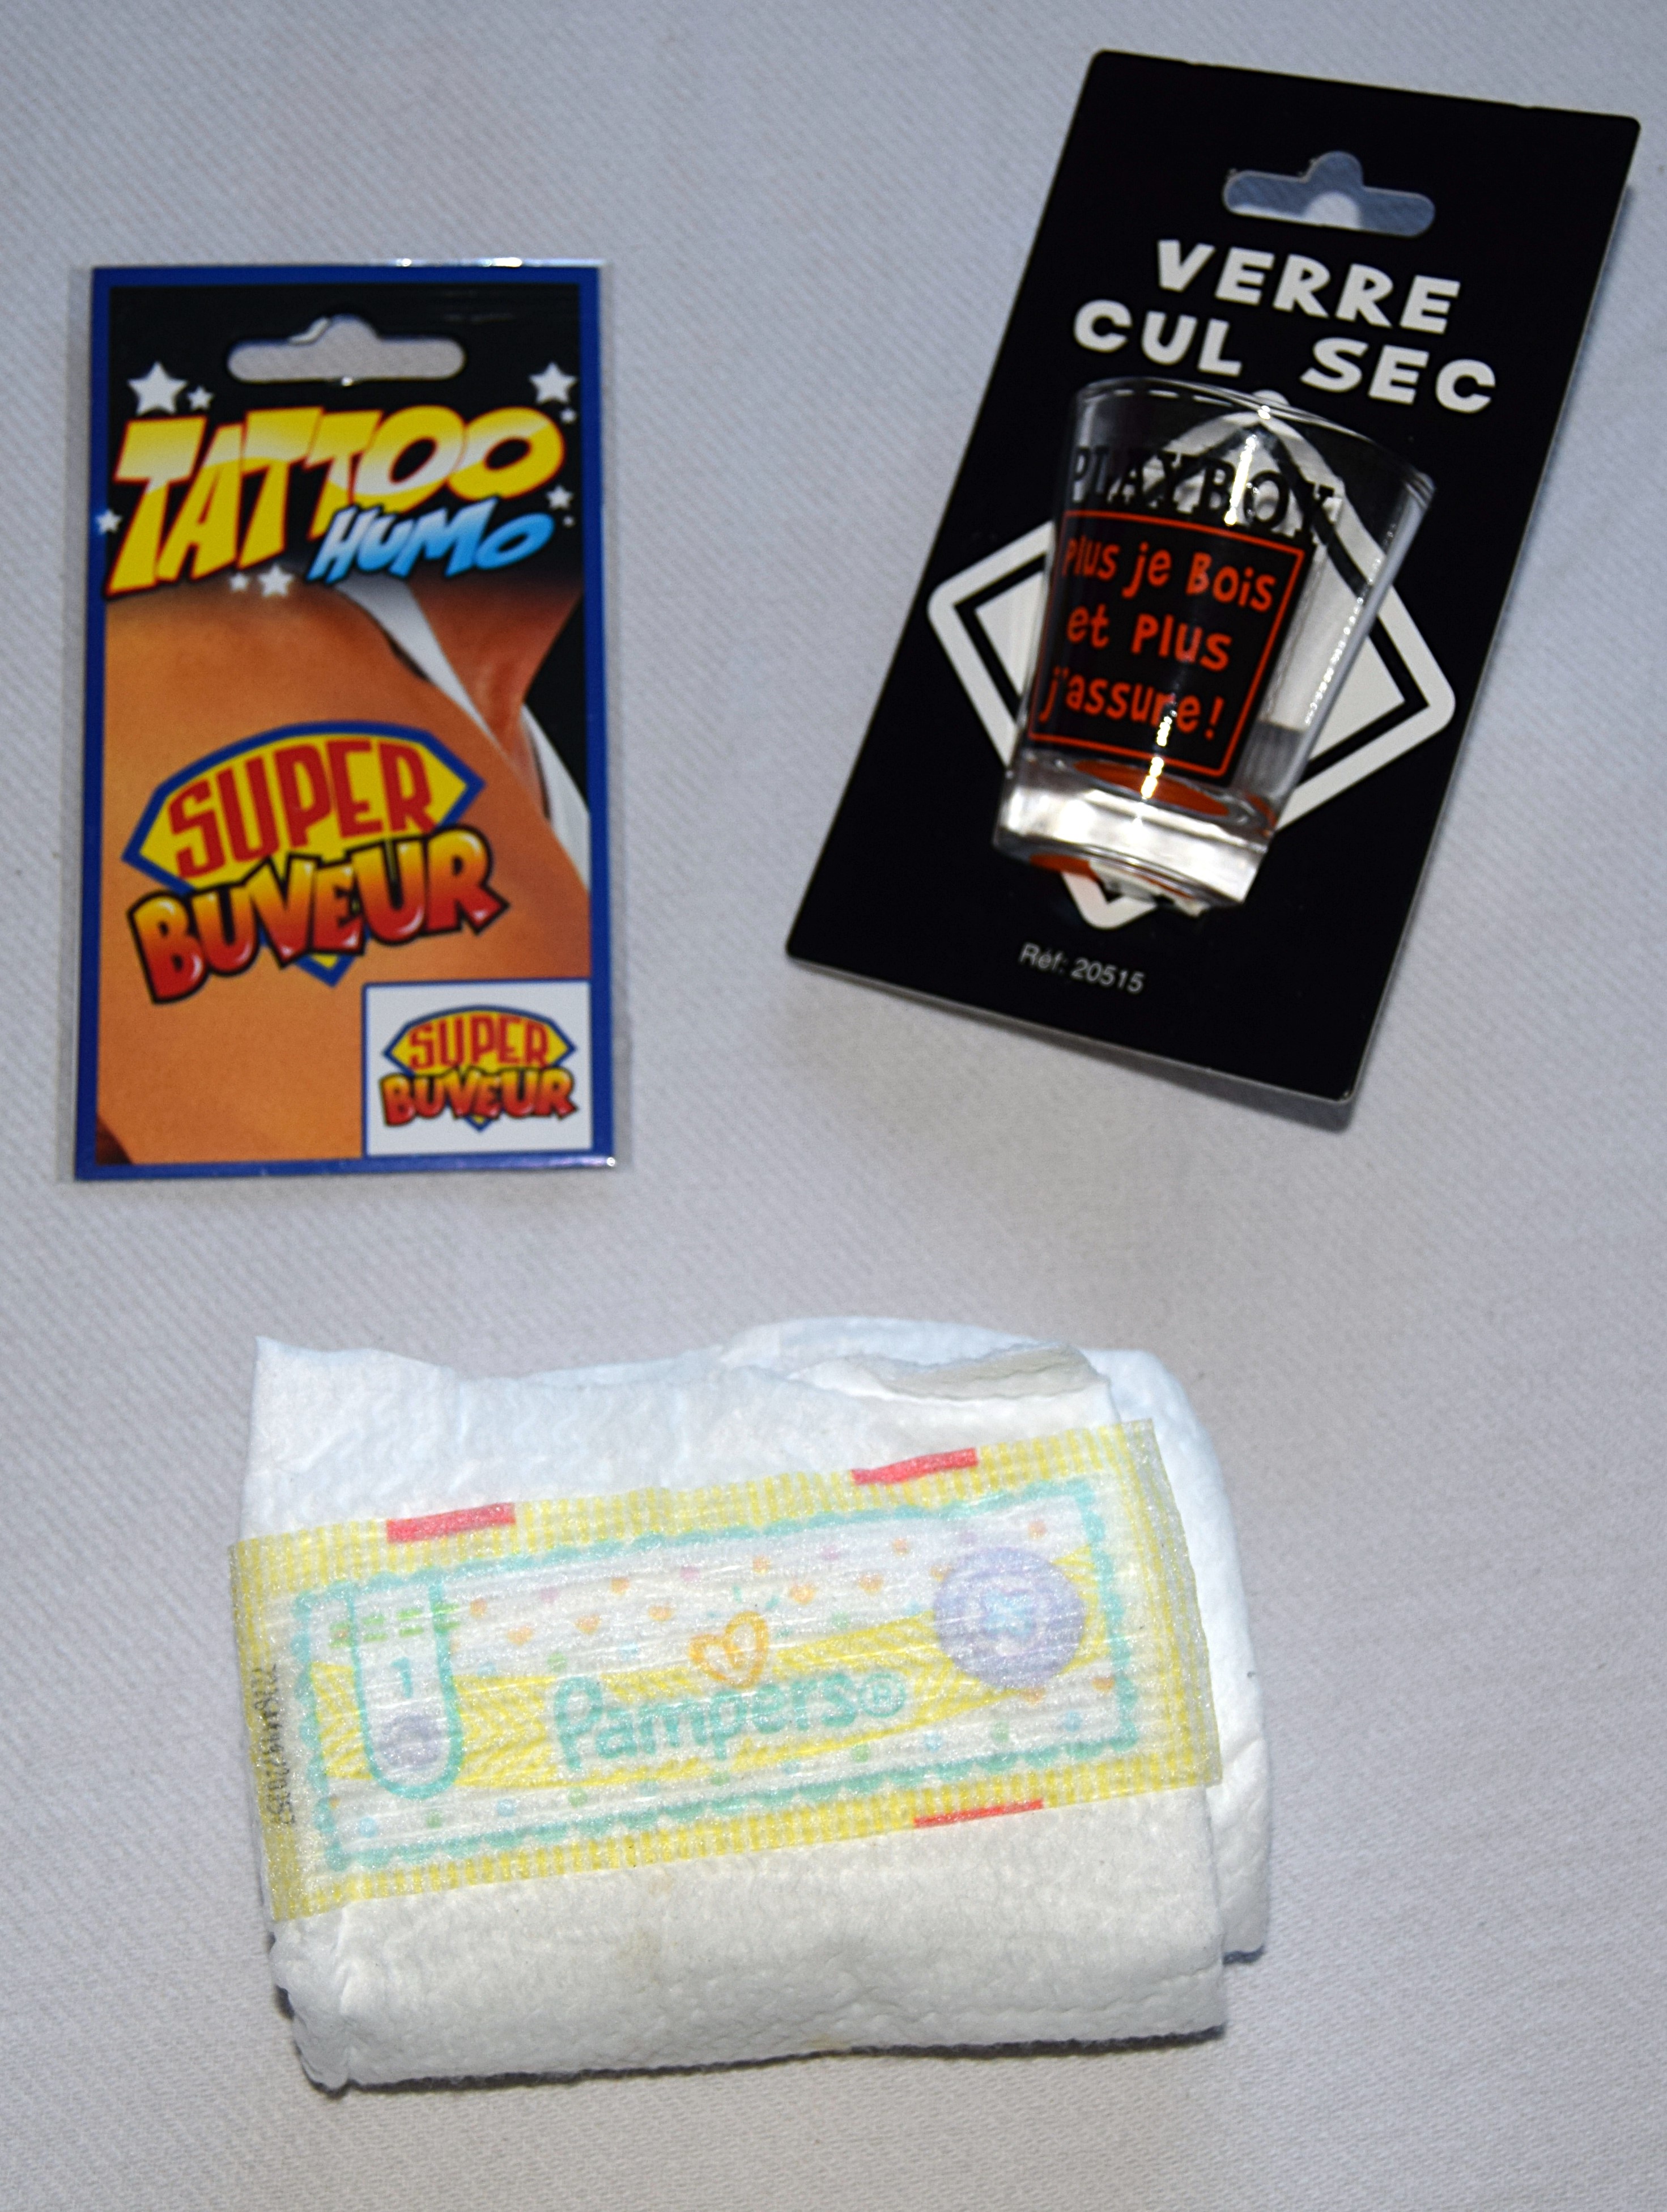 TATTOO
HUMO
SUPER
BUVEUR
SUPER
BUVEUR
VERRE
CUL SEC
PLAYBOY
Plus je Bois
et Plus
j'assure!
Réf: 20515
1
Pampers®